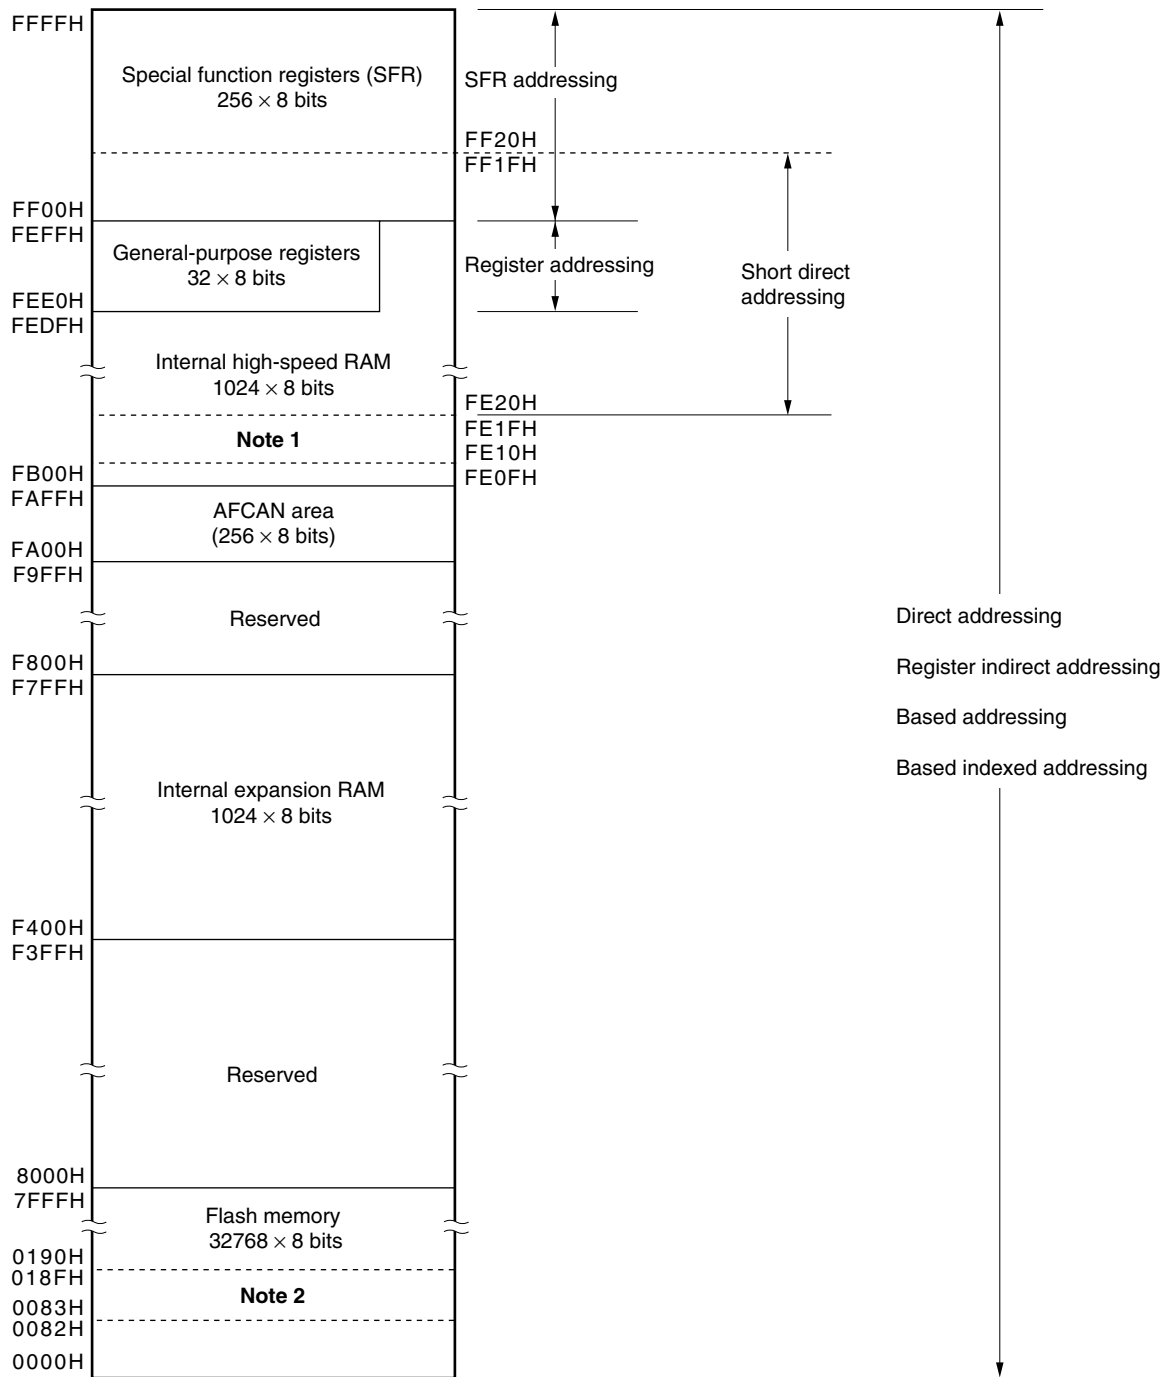 FFFFH
Special function registers (SFR)
256 × 8 bits
SFR addressing
FF20H
FF1FH
FF00H
FEFFH
General-purpose registers
32 × 8 bits
Register addressing
Short direct
addressing
FEE0H
FEDFH
Internal high-speed RAM
1024 × 8 bits
FE20H
FE1FH
Note 1
FE10H
FE0FH
FB00H
FAFFH
AFCAN area
(256 × 8 bits)
FA00H
F9FFH
Reserved
Direct addressing
Register indirect addressing
Based addressing
Based indexed addressing
F800H
F7FFH
Internal expansion RAM
1024 × 8 bits
F400H
F3FFH
Reserved
8000H
7FFFH
Flash memory
32768 × 8 bits
0190H
018FH
Note 2
0083H
0082H
0000H